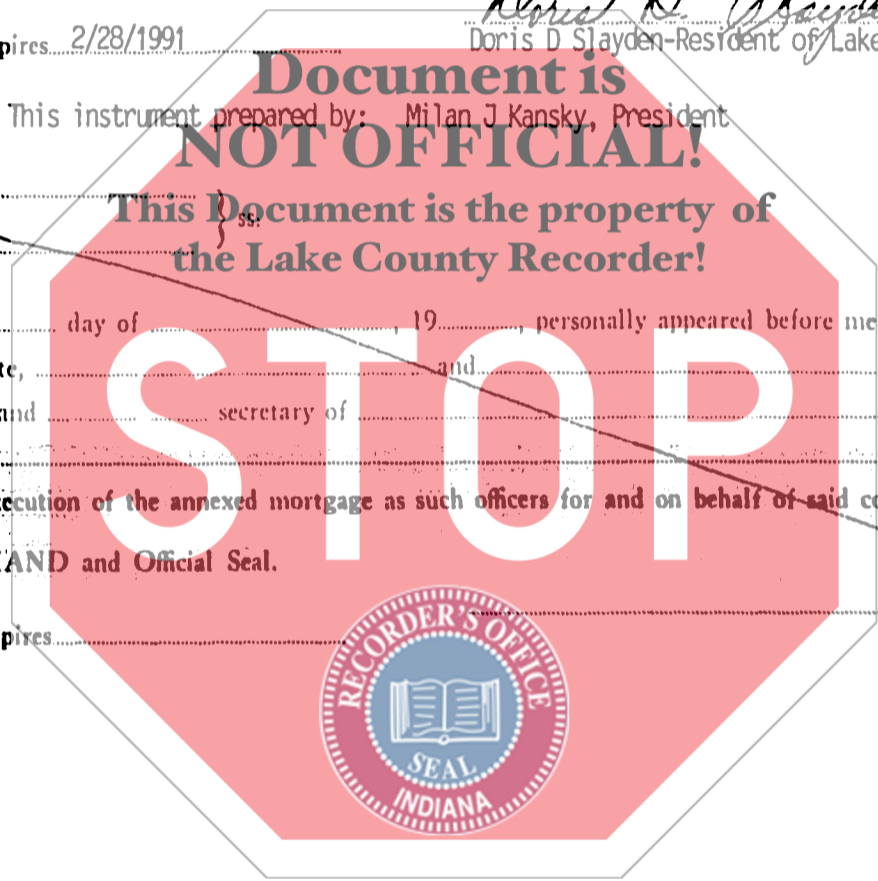 Doris D.
pires 2/28/1991
Doris D Slayden-Resident of Lake
Document is
This instrument prepared by: Milan J Kansky, President
NOT OFFICIAL!
This Document is the property of
ss:
the Lake County Recorder!
day of , 19 , personally appeared before me
te, and
STOP
and secretary of
ecution of the annexed mortgage as such officers for and on behalf of said co
AND and Official Seal.
pires
RECORDER'S OFFICE
SEAL
INDIANA